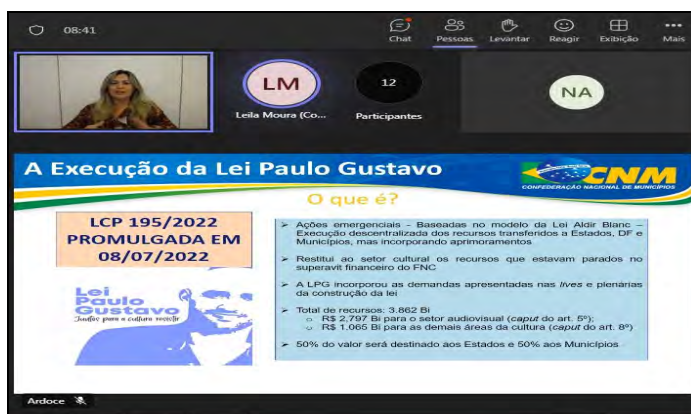 08:41
Chat
Pessoas
Levantar
Reagir
Exibição
Mais
LM
Leila Moura (Co...
12
Participantes
NA
A Execução da Lei Paulo Gustavo
CNM
CONFEDERAÇÃO NACIONAL DE MUNICÍPIOS
O que é?
LCP 195/2022
PROMULGADA EM
08/07/2022
Lei
Paulo
Gustavo
Juntos para a cultura resistir
➤ Ações emergenciais - Baseadas no modelo da Lei Aldir Blanc –
Execução descentralizada dos recursos transferidos a Estados, DF e
Municípios, mas incorporando aprimoramentos
➤ Restitui ao setor cultural os recursos que estavam parados no
superavit financeiro do FNC
➤ A LPG incorporou as demandas apresentadas nas lives e plenárias
da construção da lei
➤ Total de recursos: 3.862 Bi
○ R$ 2,797 Bi para o setor audiovisual (caput do art. 5º);
○ R$ 1.065 Bi para as demais áreas da cultura (caput do art. 8º)
➤ 50% do valor será destinado aos Estados e 50% aos Municípios
Ardoce